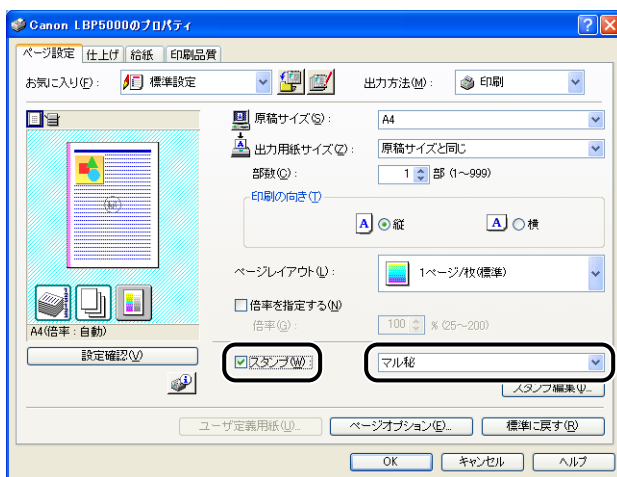 Canon LBP5000のプロパティ
ページ設定 仕上げ 給紙 印刷品質
お気に入り(F): 標準設定 出力方法(M): 印刷
原稿サイズ(S): A4
出力用紙サイズ(Z): 原稿サイズと同じ
部数(C): 1 部 (1～999)
印刷の向き(T)
A 縦 A 横
ページレイアウト(L): 1ページ/枚(標準)
倍率を指定する(N)
倍率(G): 100 % (25～200)
A4(倍率:自動)
設定確認(V)
スタンプ(W): マル秘
スタンプ編集(J)...
ユーザ定義用紙(U)... ページオプション(E)... 標準に戻す(R)
OK キャンセル ヘルプ